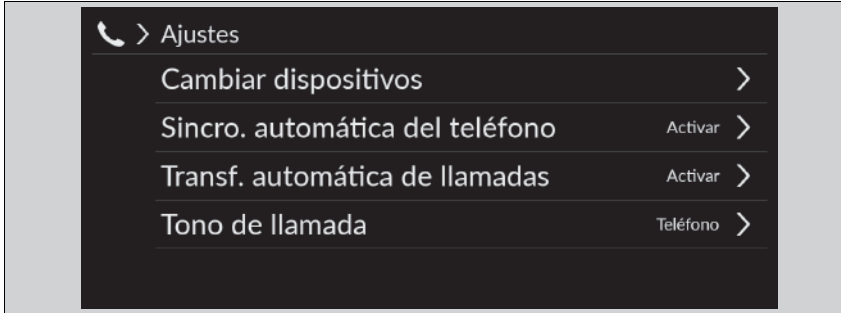 Ajustes
Cambiar dispositivos
Sincro. automática del teléfono Activar
Transf. automática de llamadas Activar
Tono de llamada Teléfono